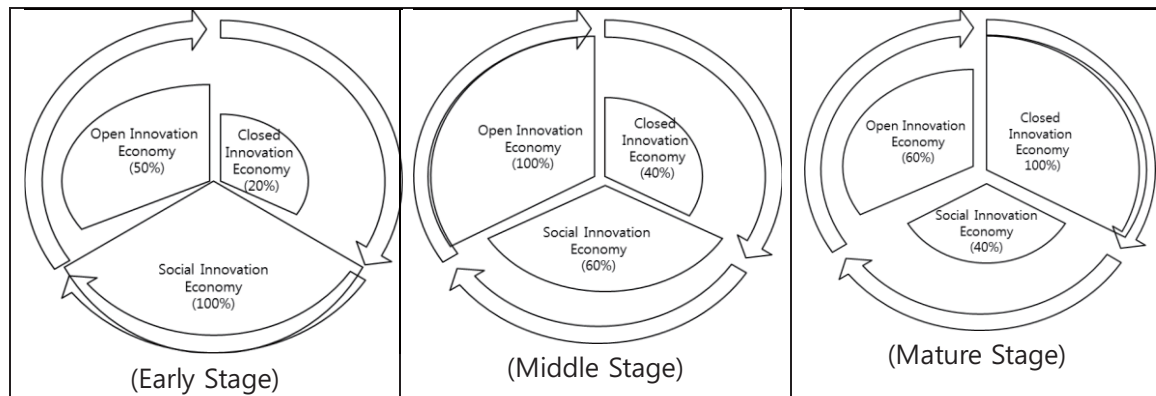 Open Innovation
Economy
(50%)
Closed
Innovation
Economy
(20%)
Social Innovation
Economy
(100%)
(Early Stage)
Open Innovation
Economy
(100%)
Closed
Innovation
Economy
(40%)
Social Innovation
Economy
(60%)
(Middle Stage)
Open Innovation
Economy
(60%)
Closed
Innovation
Economy
100%)
Social Innovation
Economy
(40%)
(Mature Stage)